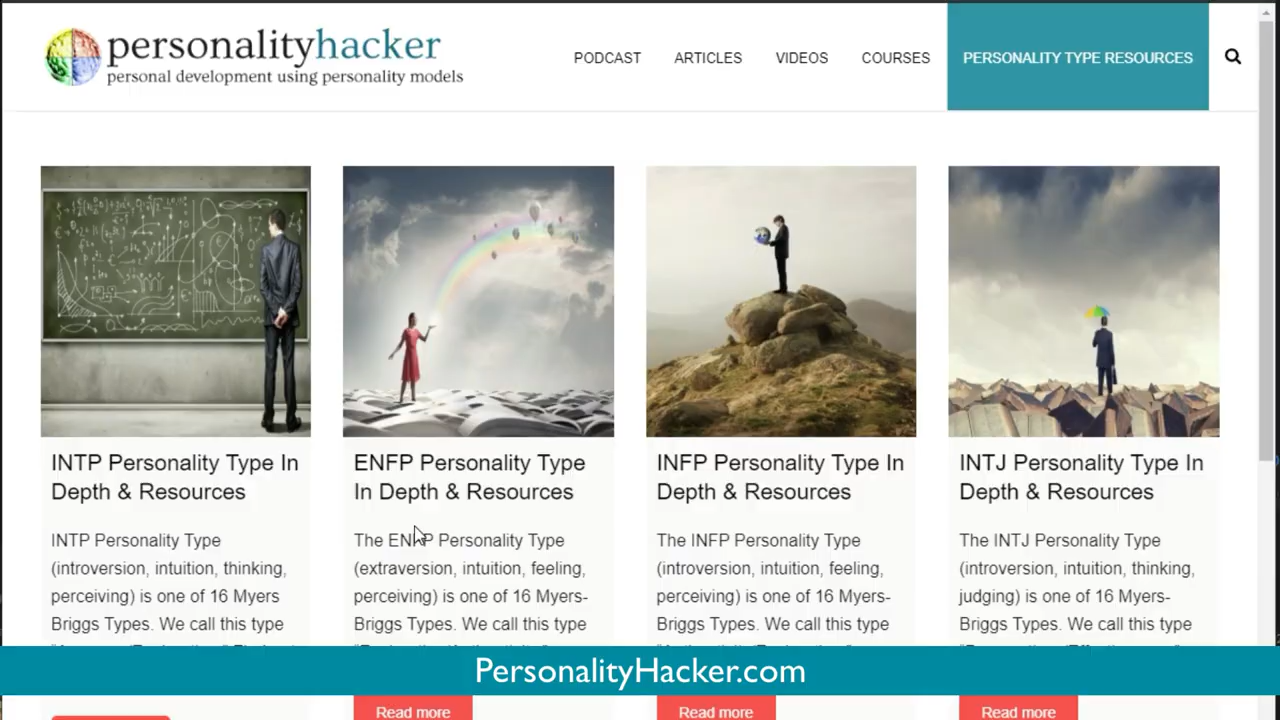 personalityhacker
personal development using personality models
PODCAST
ARTICLES
VIDEOS
COURSES
PERSONALITY TYPE RESOURCES
INTP Personality Type In
Depth & Resources
INTP Personality Type
(introversion, intuition, thinking,
perceiving) is one of 16 Myers
Briggs Types. We call this type
ENFP Personality Type
In Depth & Resources
The ENFP Personality Type
(extraversion, intuition, feeling,
perceiving) is one of 16 Myers-
Briggs Types. We call this type
Read more
INFP Personality Type In
Depth & Resources
The INFP Personality Type
(introversion, intuition, feeling,
perceiving) is one of 16 Myers-
Briggs Types. We call this type
Read more
INTJ Personality Type In
Depth & Resources
The INTJ Personality Type
(introversion, intuition, thinking,
judging) is one of 16 Myers-
Briggs Types. We call this type
Read more
PersonalityHacker.com